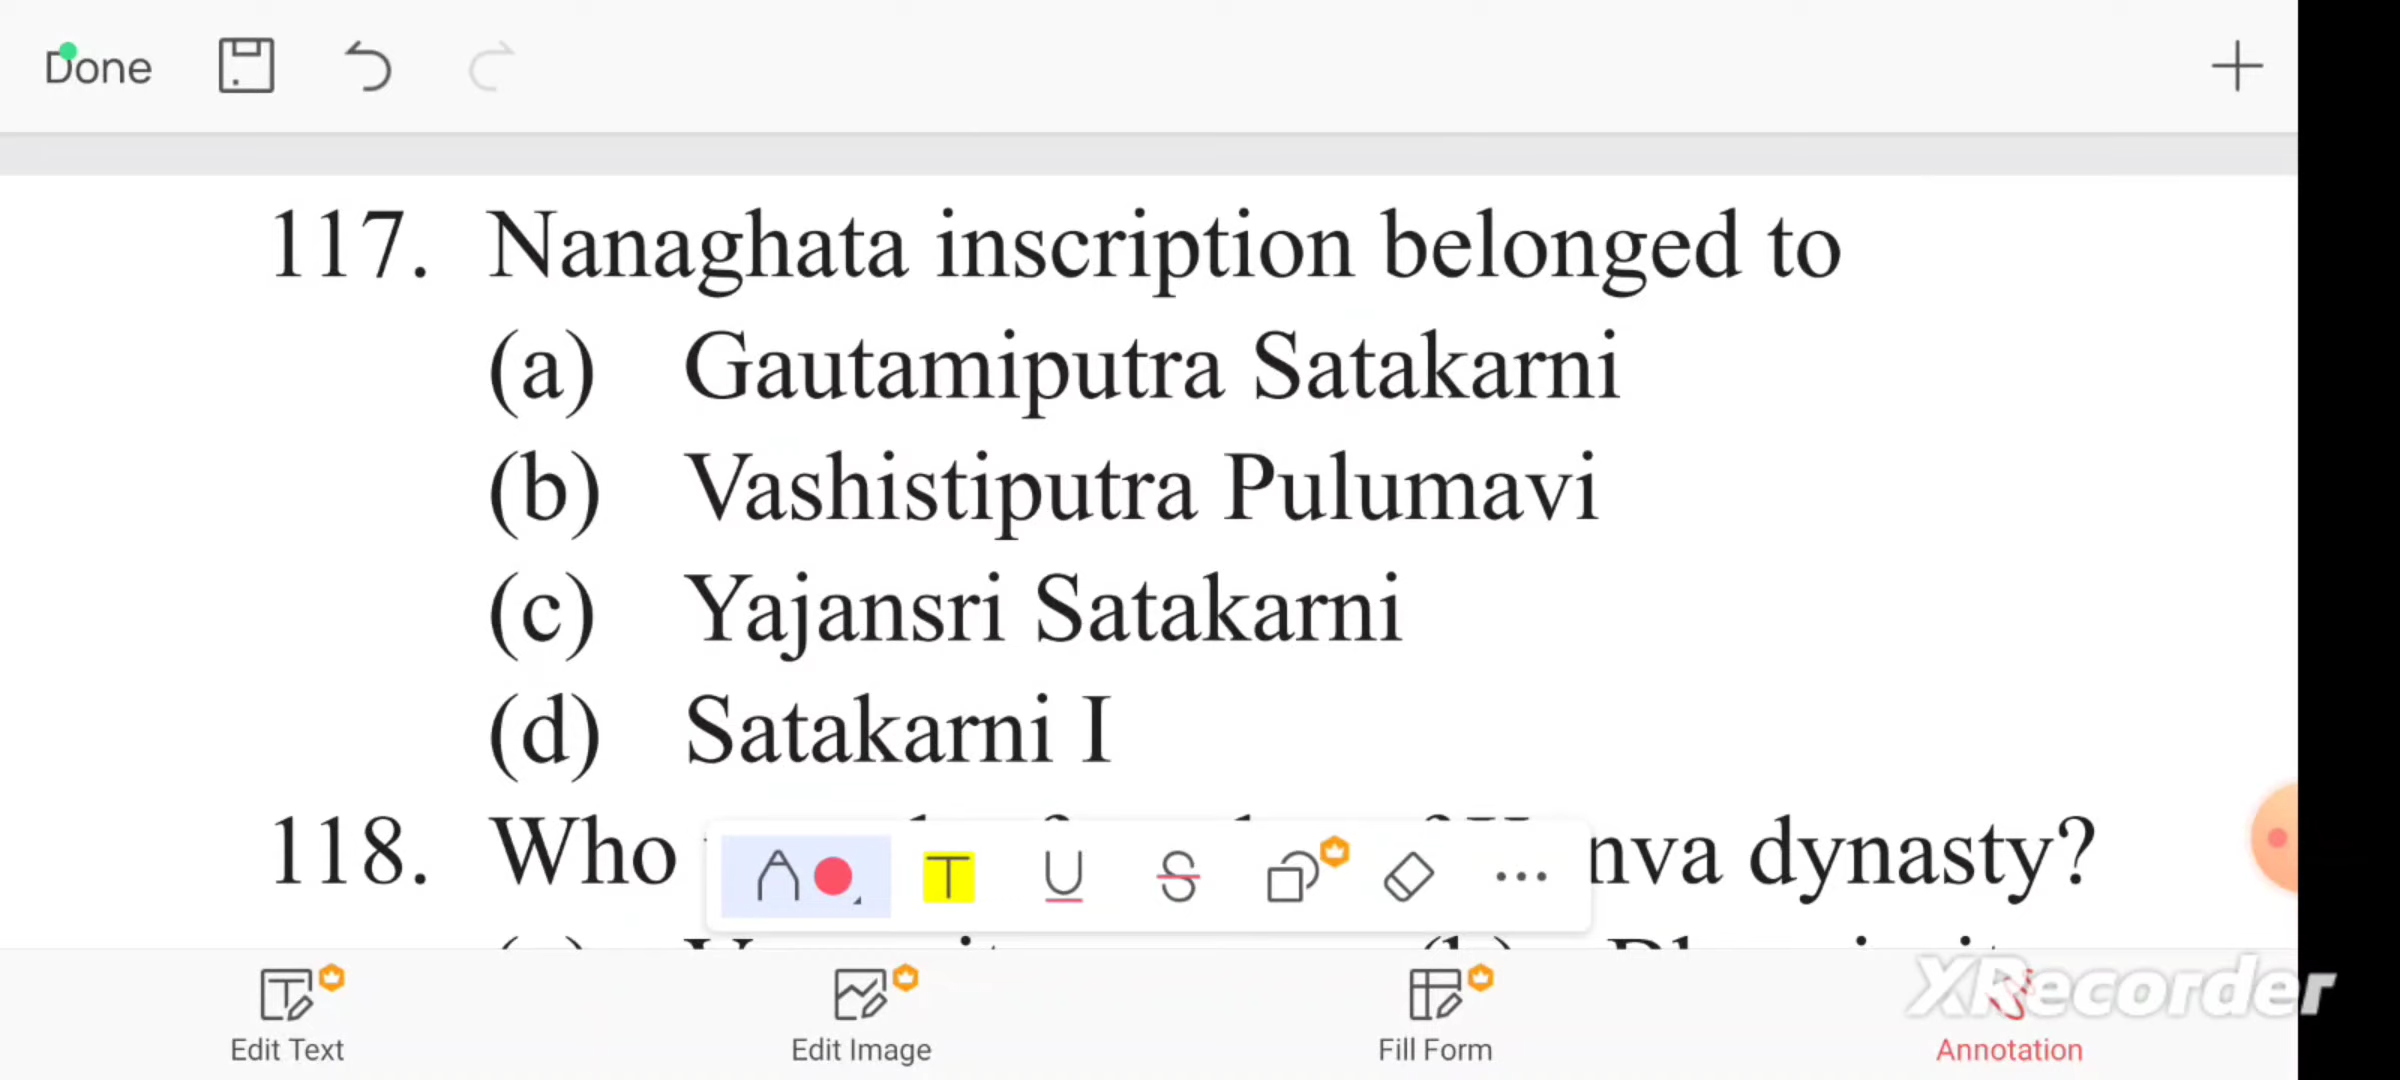 Done
117. Nanaghata inscription belonged to
(a) Gautamiputra Satakarni
(b) Vashistiputra Pulumavi
(c) Yajansri Satakarni
(d) Satakarni I
118. Who nva dynasty?
Edit Text
Edit Image
Fill Form
Annotation
XRecorder